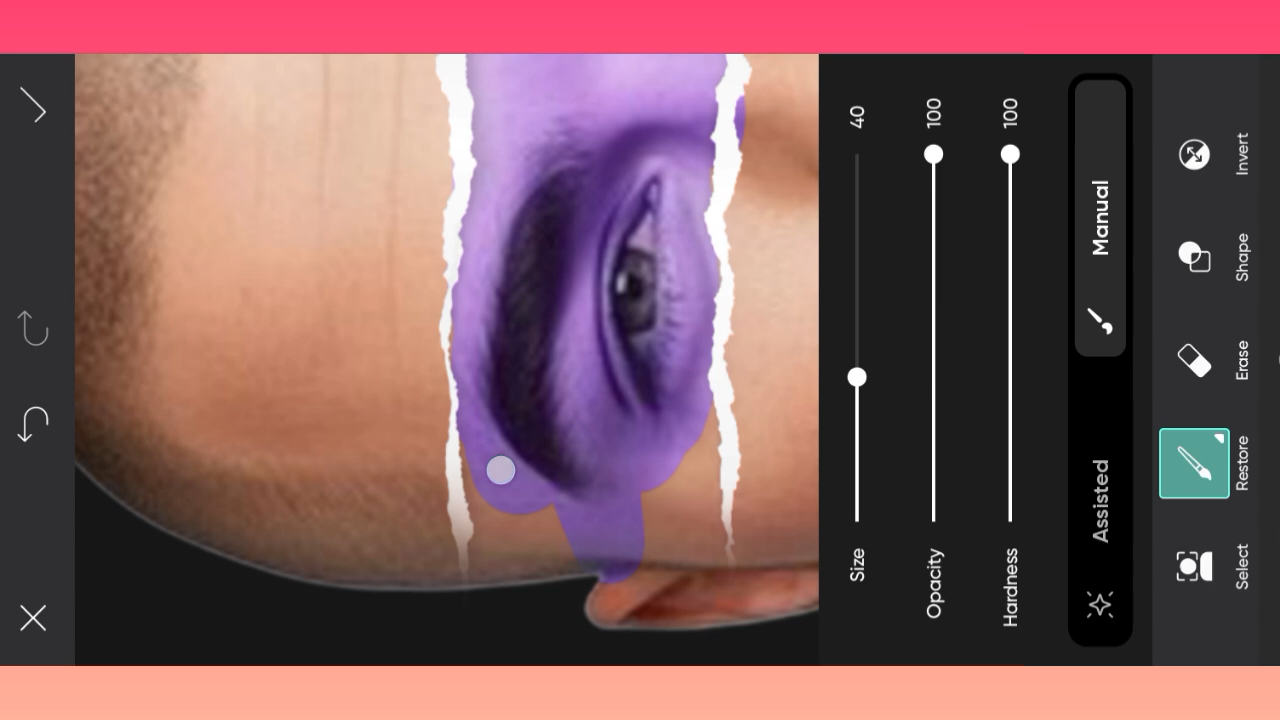 Size 40
Opacity 100
Hardness 100
Assisted Manual
Select Restore Erase Shape Invert